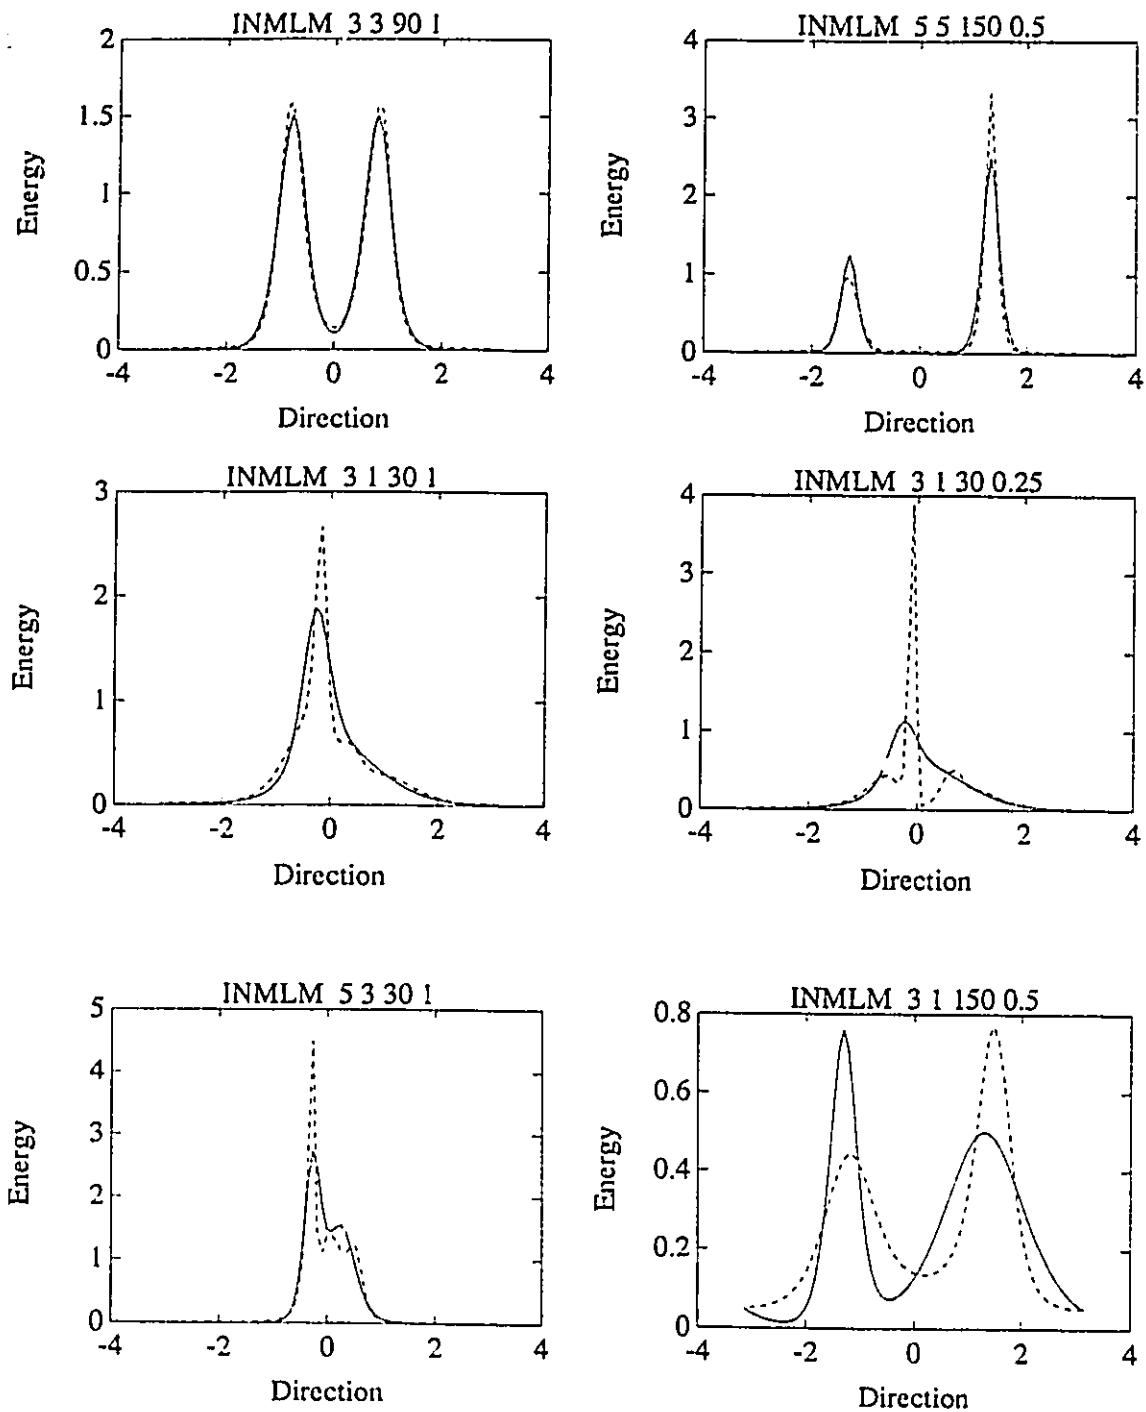 INMLM 3 3 90 1
2
1.5
1
0.5
0
Energy
-4 -2 0 2 4
Direction
INMLM 5 5 150 0.5
4
3
2
1
0
Energy
-4 -2 0 2 4
Direction
INMLM 3 1 30 1
3
2
1
0
Energy
-4 -2 0 2 4
Direction
INMLM 3 1 30 0.25
4
3
2
1
0
Energy
-4 -2 0 2 4
Direction
INMLM 5 3 30 1
5
4
3
2
1
0
Energy
-4 -2 0 2 4
Direction
INMLM 3 1 150 0.5
0.8
0.6
0.4
0.2
0
Energy
-4 -2 0 2 4
Direction